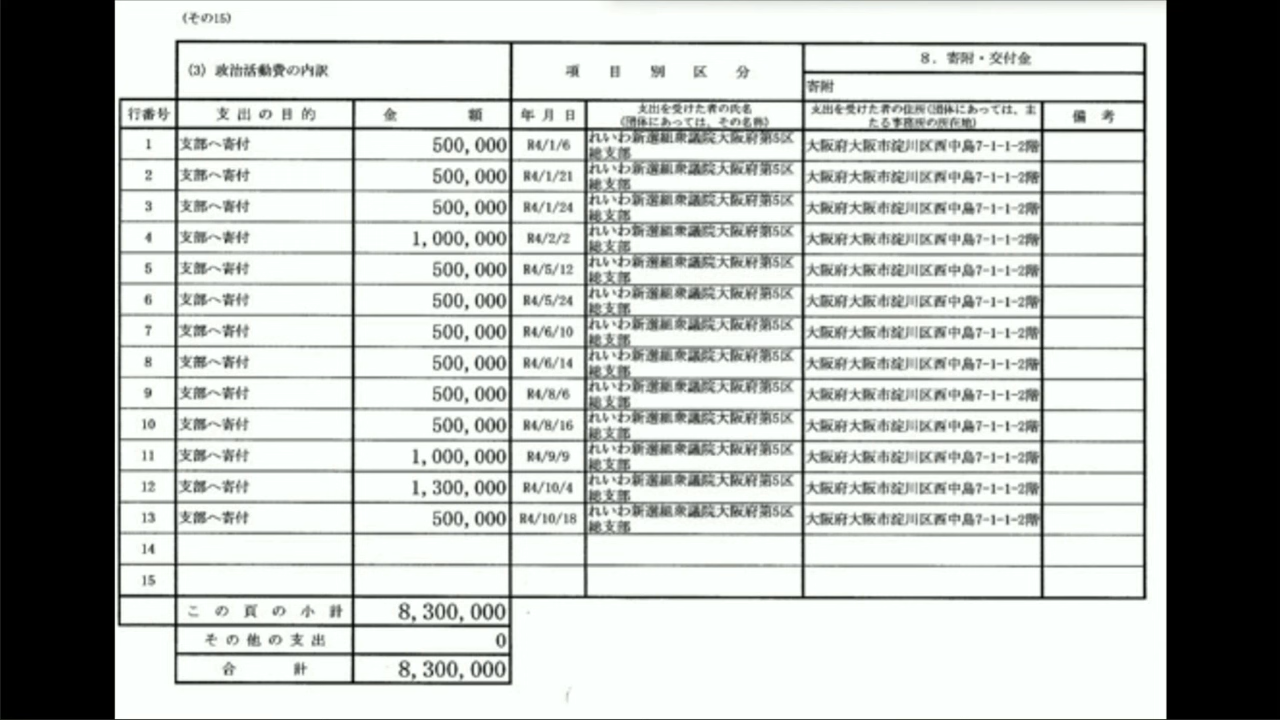 (その15)
(3) 政治活動費の内訳
項 目 別 区 分
8. 寄附・交付金
寄附
行番号 支出の目的 金 額 年月日 支出を受けた者の氏名(団体にあっては、その名称) 支出を受けた者の住所(団体にあっては、主たる事務所の所在地) 備考
1 支部へ寄付 500,000 R4/1/6 れいわ新選組衆議院大阪府第5区総支部 大阪府大阪市淀川区西中島7-1-1-2階
2 支部へ寄付 500,000 R4/1/21 れいわ新選組衆議院大阪府第5区総支部 大阪府大阪市淀川区西中島7-1-1-2階
3 支部へ寄付 500,000 R4/1/24 れいわ新選組衆議院大阪府第5区総支部 大阪府大阪市淀川区西中島7-1-1-2階
4 支部へ寄付 1,000,000 R4/2/2 れいわ新選組衆議院大阪府第5区総支部 大阪府大阪市淀川区西中島7-1-1-2階
5 支部へ寄付 500,000 R4/5/12 れいわ新選組衆議院大阪府第5区総支部 大阪府大阪市淀川区西中島7-1-1-2階
6 支部へ寄付 500,000 R4/5/24 れいわ新選組衆議院大阪府第5区総支部 大阪府大阪市淀川区西中島7-1-1-2階
7 支部へ寄付 500,000 R4/6/10 れいわ新選組衆議院大阪府第5区総支部 大阪府大阪市淀川区西中島7-1-1-2階
8 支部へ寄付 500,000 R4/6/14 れいわ新選組衆議院大阪府第5区総支部 大阪府大阪市淀川区西中島7-1-1-2階
9 支部へ寄付 500,000 R4/8/6 れいわ新選組衆議院大阪府第5区総支部 大阪府大阪市淀川区西中島7-1-1-2階
10 支部へ寄付 500,000 R4/8/16 れいわ新選組衆議院大阪府第5区総支部 大阪府大阪市淀川区西中島7-1-1-2階
11 支部へ寄付 1,000,000 R4/9/9 れいわ新選組衆議院大阪府第5区総支部 大阪府大阪市淀川区西中島7-1-1-2階
12 支部へ寄付 1,300,000 R4/10/4 れいわ新選組衆議院大阪府第5区総支部 大阪府大阪市淀川区西中島7-1-1-2階
13 支部へ寄付 500,000 R4/10/18 れいわ新選組衆議院大阪府第5区総支部 大阪府大阪市淀川区西中島7-1-1-2階
14
15
この頁の小計 8,300,000
その他の支出 0
合 計 8,300,000